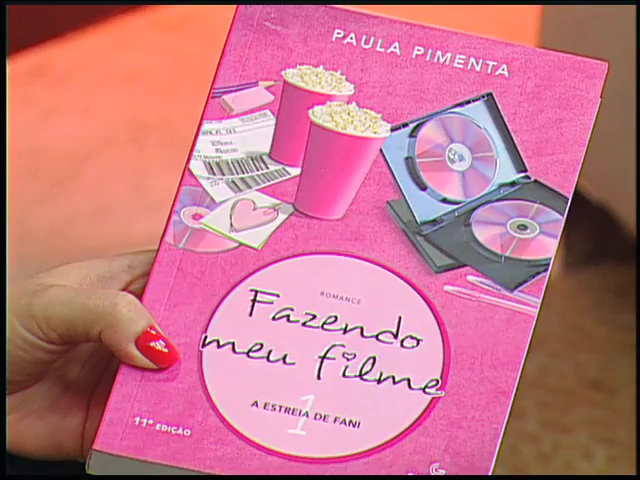 PAULA PIMENTA
ROMANCE
Fazendo
meu filme
1
A ESTREIA DE FANI
11ª EDIÇÃO